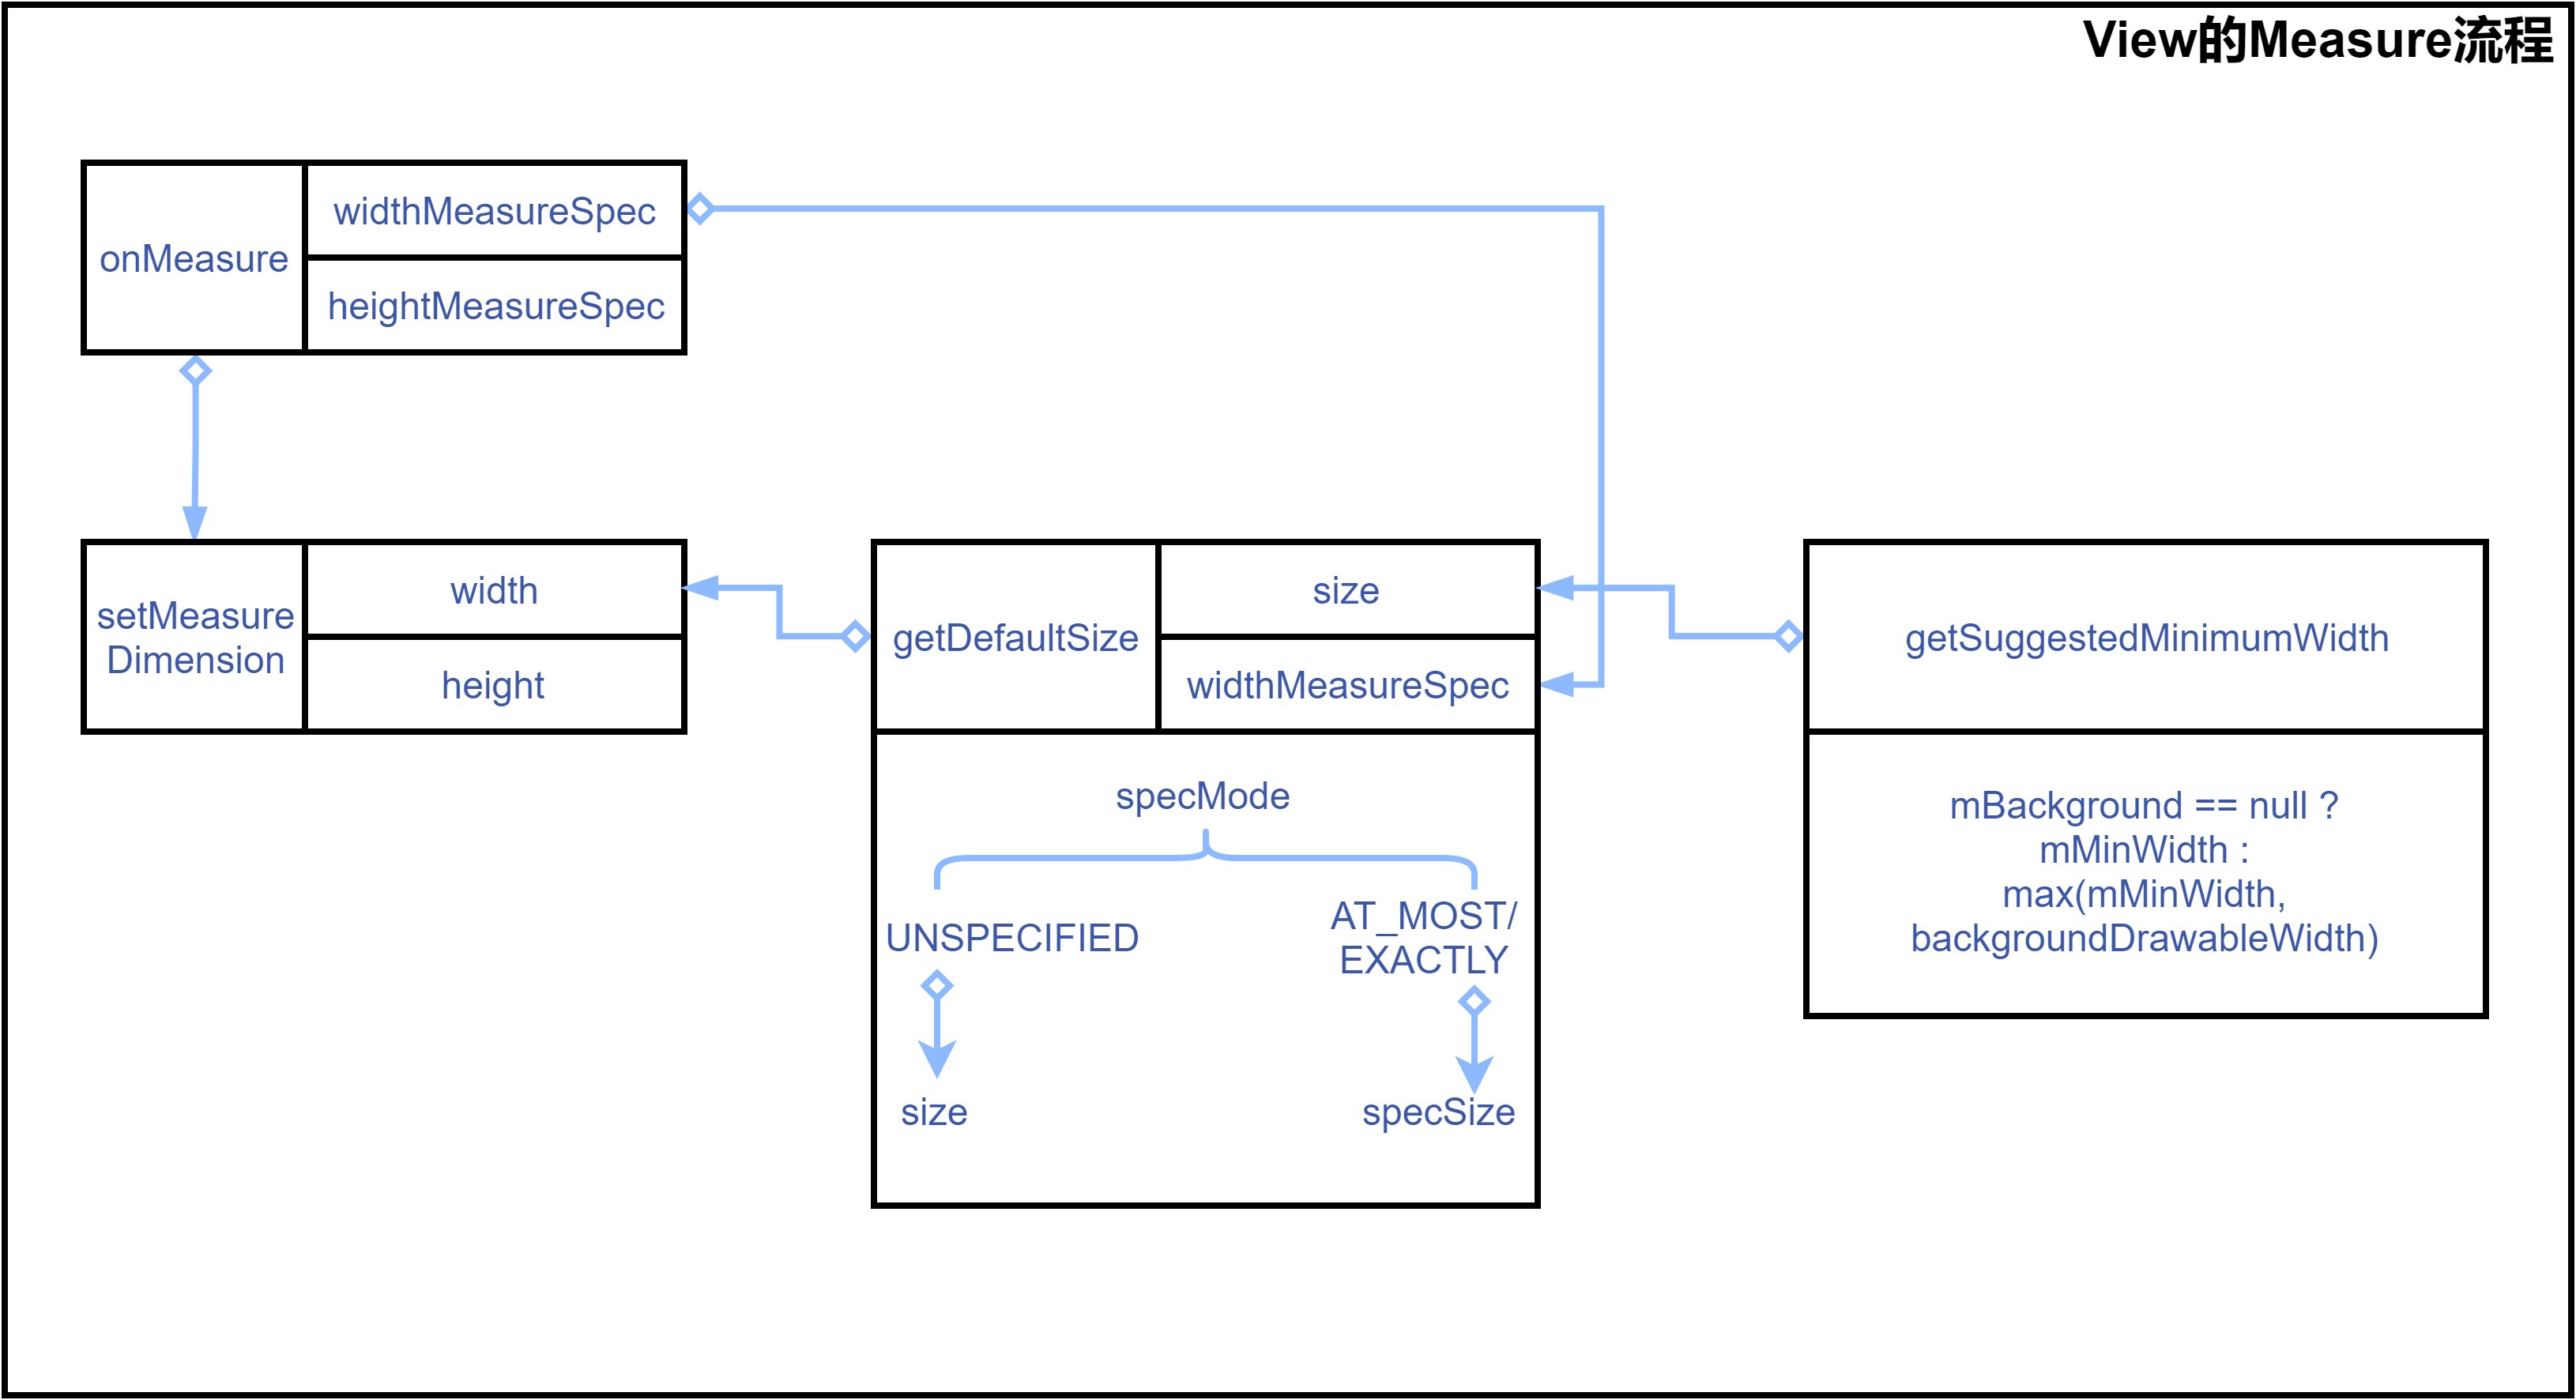 View的Measure流程
onMeasure
widthMeasureSpec
heightMeasureSpec
setMeasure
Dimension
width
height
getDefaultSize
size
widthMeasureSpec
specMode
UNSPECIFIED
AT_MOST/
EXACTLY
size
specSize
getSuggestedMinimumWidth
mBackground == null ?
mMinWidth :
max(mMinWidth,
backgroundDrawableWidth)